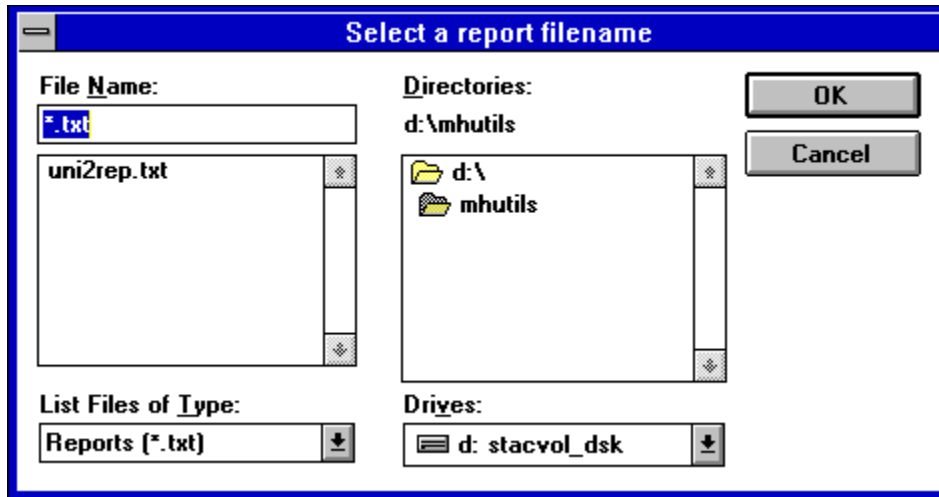 Select a report filename
File Name:
*.txt
uni2rep.txt
List Files of Type:
Reports (*.txt)
Directories:
d:\mhutils
d:\
mhutils
Drives:
d: stacvol_dsk
OK
Cancel